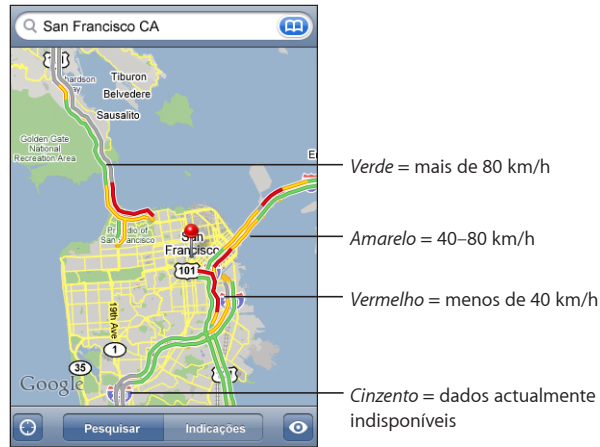 San Francisco CA
Tiburon
Belvedere
Sausalito
Golden Gate
National
Recreation Area
San
Francisco
101
19th Ave
1
35
Google
Pesquisar
Indicações
Verde = mais de 80 km/h
Amarelo = 40–80 km/h
Vermelho = menos de 40 km/h
Cinzento = dados actualmente
indisponíveis